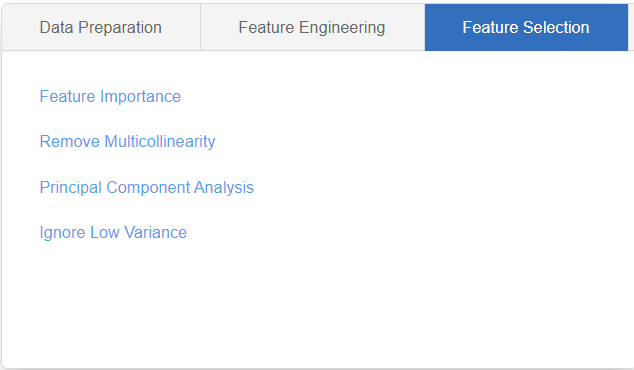 Data Preparation Feature Engineering Feature Selection
Feature Importance
Remove Multicollinearity
Principal Component Analysis
Ignore Low Variance